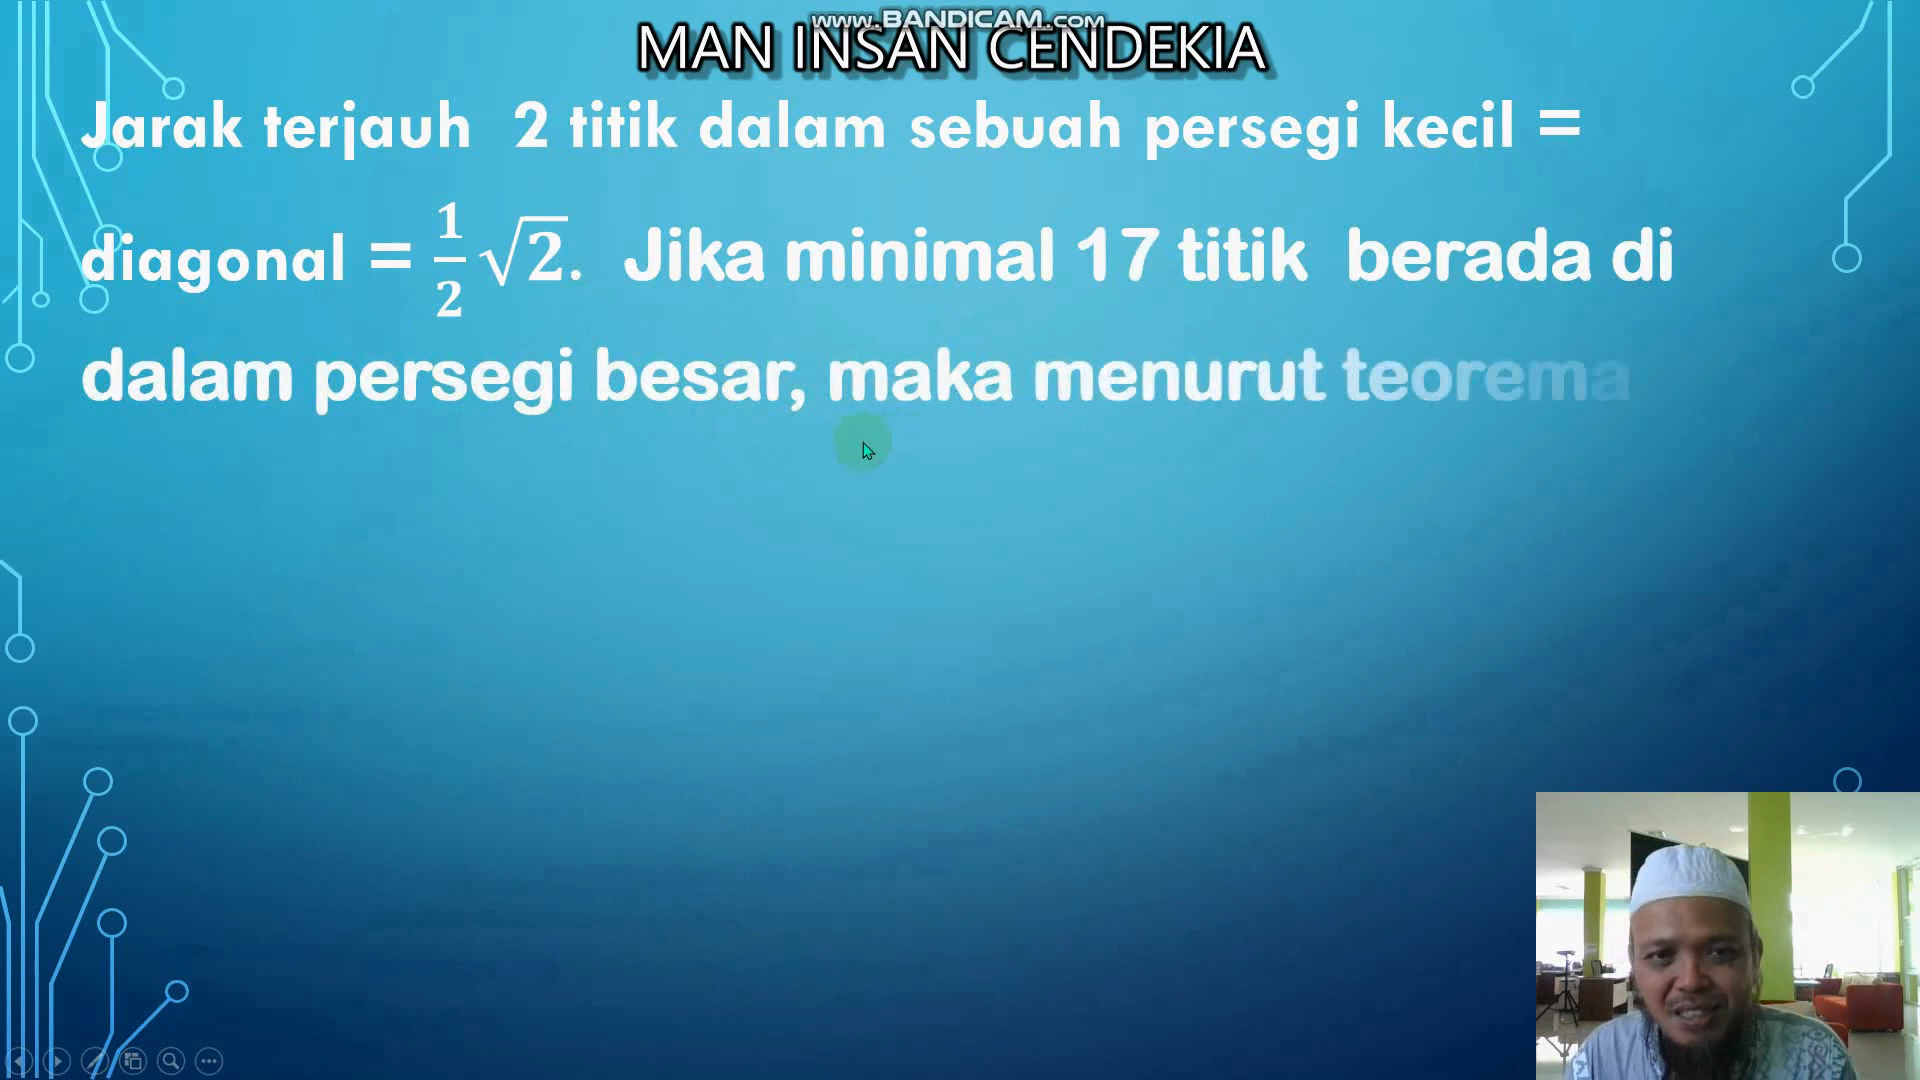 www.BANDICAM.com
MAN INSAN CENDEKIA
Jarak terjauh 2 titik dalam sebuah persegi kecil =
diagonal = 1/2 √2. Jika minimal 17 titik berada di
dalam persegi besar, maka menurut teorema